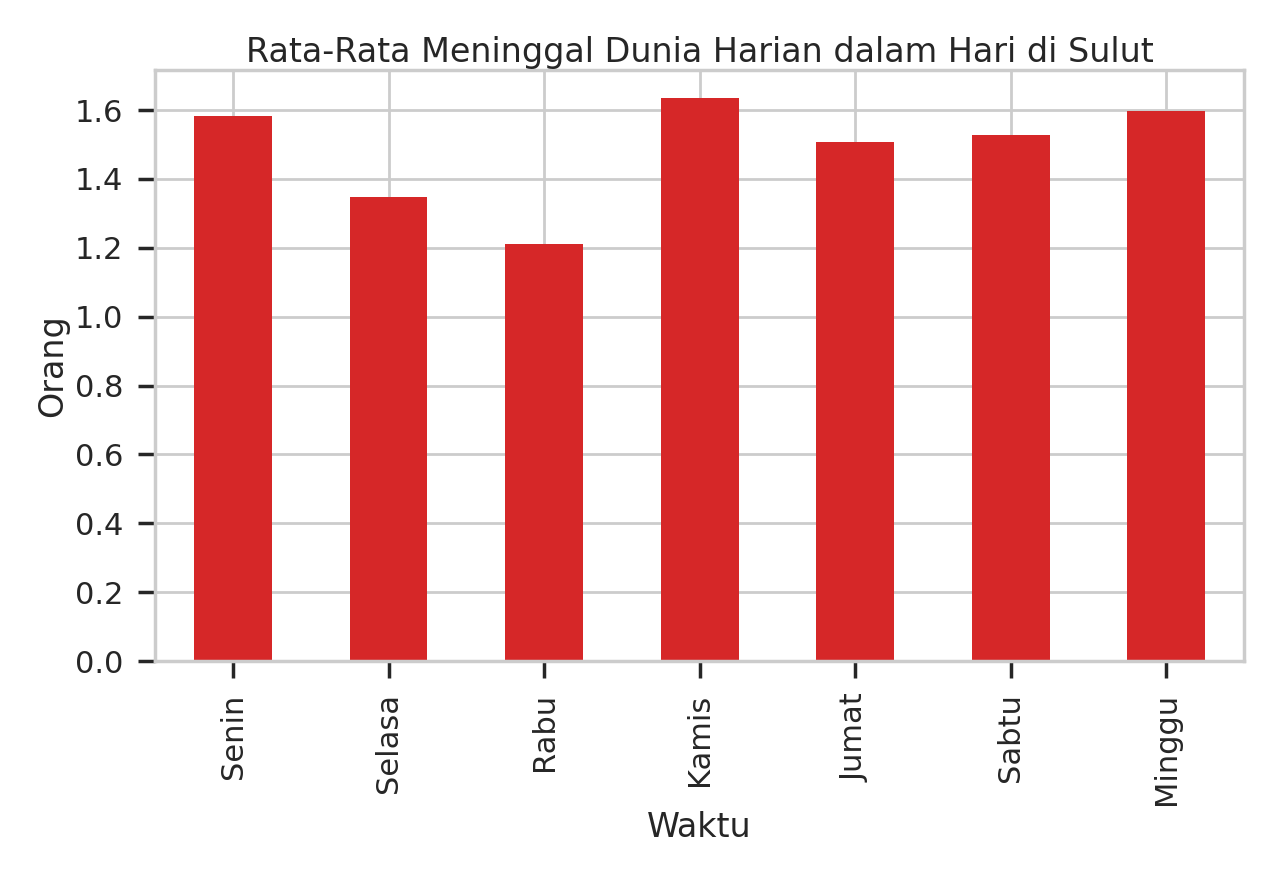 Rata-Rata Meninggal Dunia Harian dalam Hari di Sulut
1.6
1.4
1.2
1.0
0.8
0.6
0.4
0.2
0.0
Orang
Senin
Selasa
Rabu
Kamis
Jumat
Sabtu
Minggu
Waktu